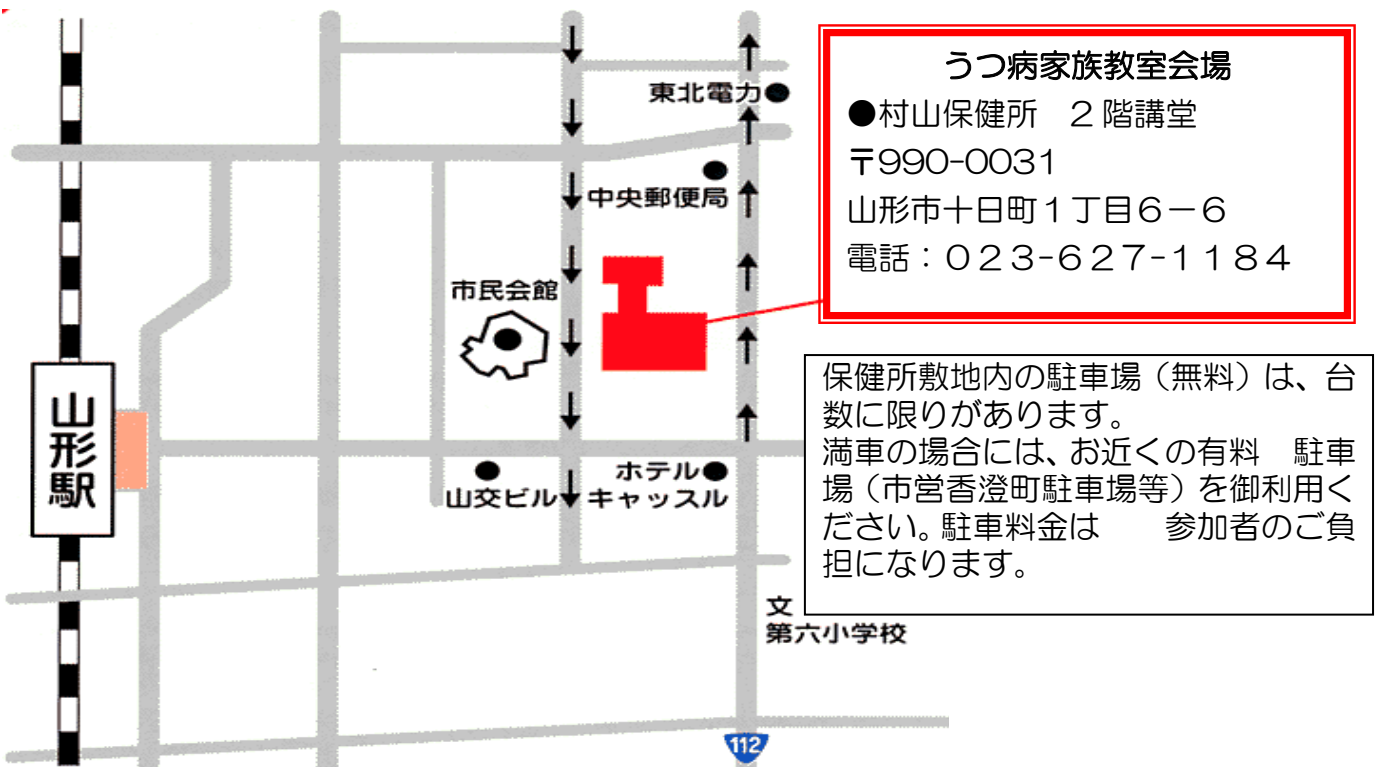 うつ病家族教室会場
●村山保健所　２階講堂
〒990-0031
山形市十日町１丁目６－６
電話：０２３-６２７-１１８４
保健所敷地内の駐車場（無料）は、台
数に限りがあります。
満車の場合には、お近くの有料　駐車
場（市営香澄町駐車場等）を御利用く
ださい。駐車料金は　　参加者のご負
担になります。
東北電力
中央郵便局
市民会館
山形駅
山交ビル
ホテル
キャッスル
文
第六小学校
112